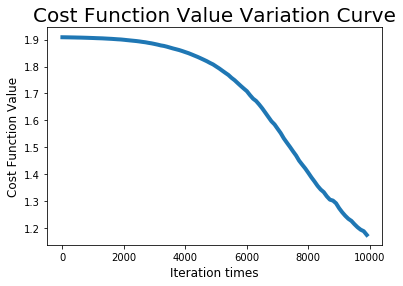 Cost Function Value Variation Curve
Cost Function Value
1.9
1.8
1.7
1.6
1.5
1.4
1.3
1.2
0 2000 4000 6000 8000 10000
Iteration times